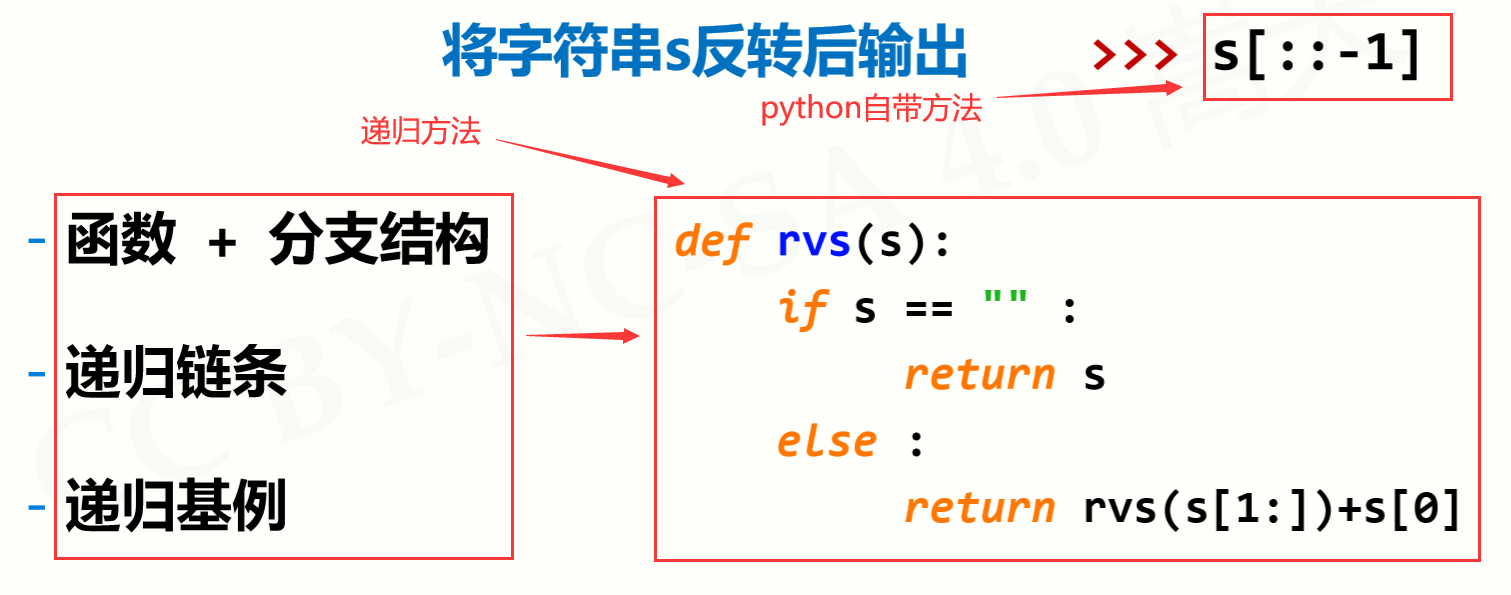 将字符串s反转后输出
>>> s[::-1]
python自带方法
递归方法
- 函数 + 分支结构
- 递归链条
- 递归基例
def rvs(s):
    if s == "" :
        return s
    else :
        return rvs(s[1:])+s[0]
CC BY-NC-SA 4.0 嵩天